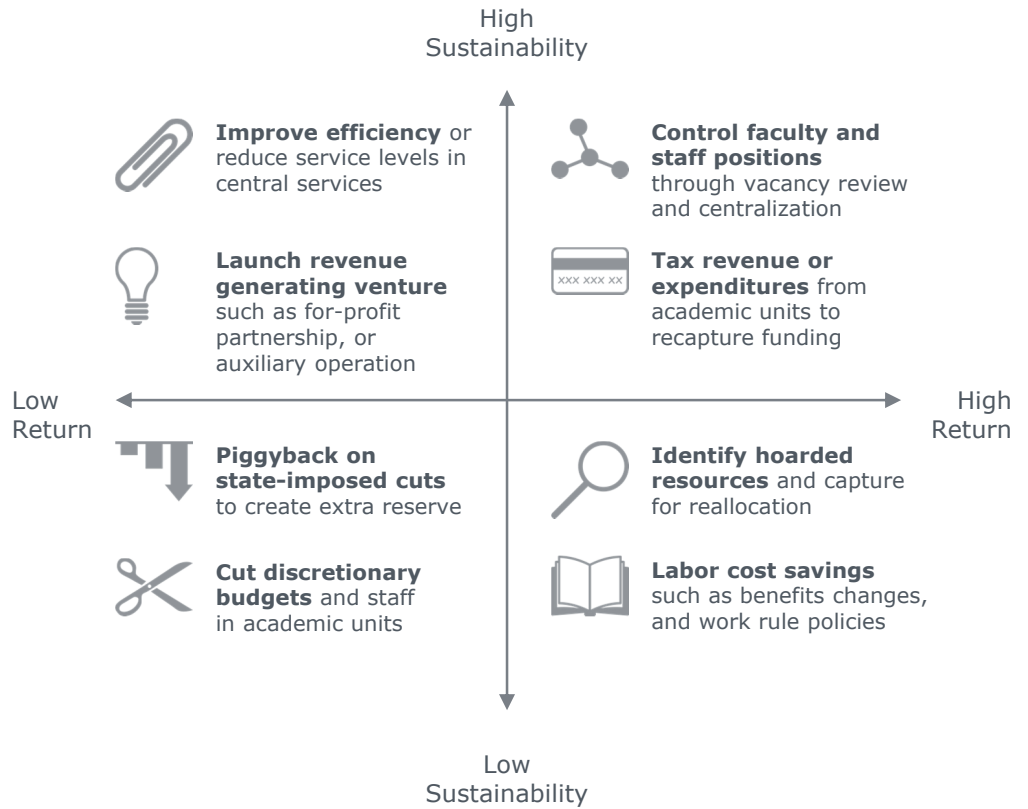 High
Sustainability
Improve efficiency or
reduce service levels in
central services
Control faculty and
staff positions
through vacancy review
and centralization
Launch revenue
generating venture
such as for-profit
partnership, or
auxiliary operation
xxx xxx xx
Tax revenue or
expenditures from
academic units to
recapture funding
Low
Return
High
Return
Piggyback on
state-imposed cuts
to create extra reserve
Identify hoarded
resources and capture
for reallocation
Cut discretionary
budgets and staff
in academic units
Labor cost savings
such as benefits changes,
and work rule policies
Low
Sustainability